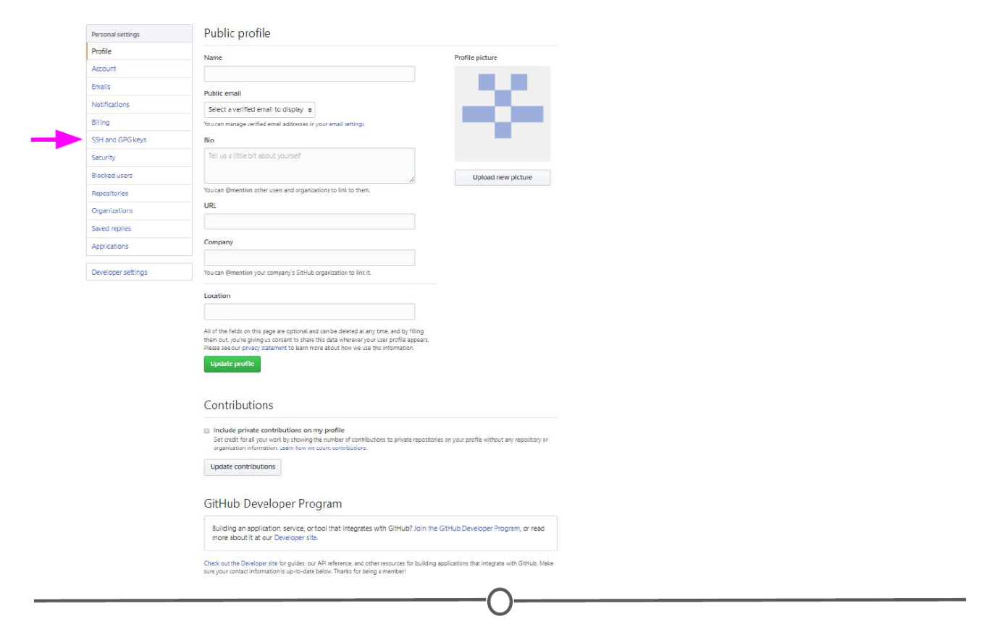 Personal settings
Profile
Account
Emails
Notifications
Billing
SSH and GPG keys
Security
Blocked users
Repositories
Organizations
Saved replies
Applications
Developer settings
Public profile
Name
Public email
Select a verified email to display
You can manage verified email addresses in your email settings.
Bio
Tell us a little bit about yourself
You can @mention other users and organizations to link to them.
URL
Company
You can @mention your company's GitHub organization to link it.
Location
All of the fields on this page are optional and can be deleted at any time, and by filling
them out, you're giving us consent to share this data wherever your user profile appears.
Please see our privacy statement to learn more about how we use this information.
Update profile
Profile picture
Upload new picture
Contributions
Include private contributions on my profile
Get credit for all your work by showing the number of contributions to private repositories on your profile without any repository or
organization information. Learn how we count contributions.
Update contributions
GitHub Developer Program
Building an application, service, or tool that integrates with GitHub? Join the GitHub Developer Program, or read
more about it at our Developer site.
Check out the Developer site for guides, our API reference, and other resources for building applications that integrate with GitHub. Make
sure your contact information is up-to-date below. Thanks for being a member!